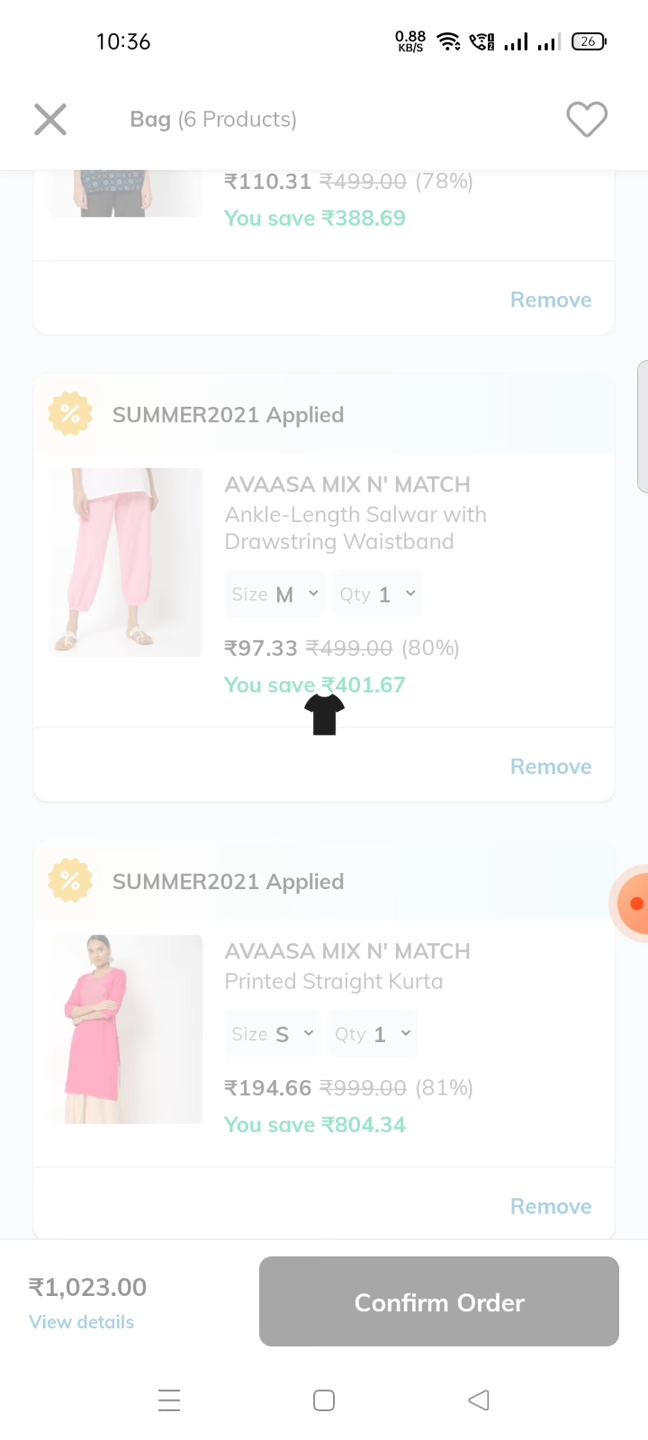 10:36
0.88
KB/S
26
Bag (6 Products)
₹110.31 ₹499.00 (78%)
You save ₹388.69
Remove
SUMMER2021 Applied
AVAASA MIX N' MATCH
Ankle-Length Salwar with
Drawstring Waistband
Size M Qty 1
₹97.33 ₹499.00 (80%)
You save ₹401.67
Remove
SUMMER2021 Applied
AVAASA MIX N' MATCH
Printed Straight Kurta
Size S Qty 1
₹194.66 ₹999.00 (81%)
You save ₹804.34
Remove
₹1,023.00
View details
Confirm Order